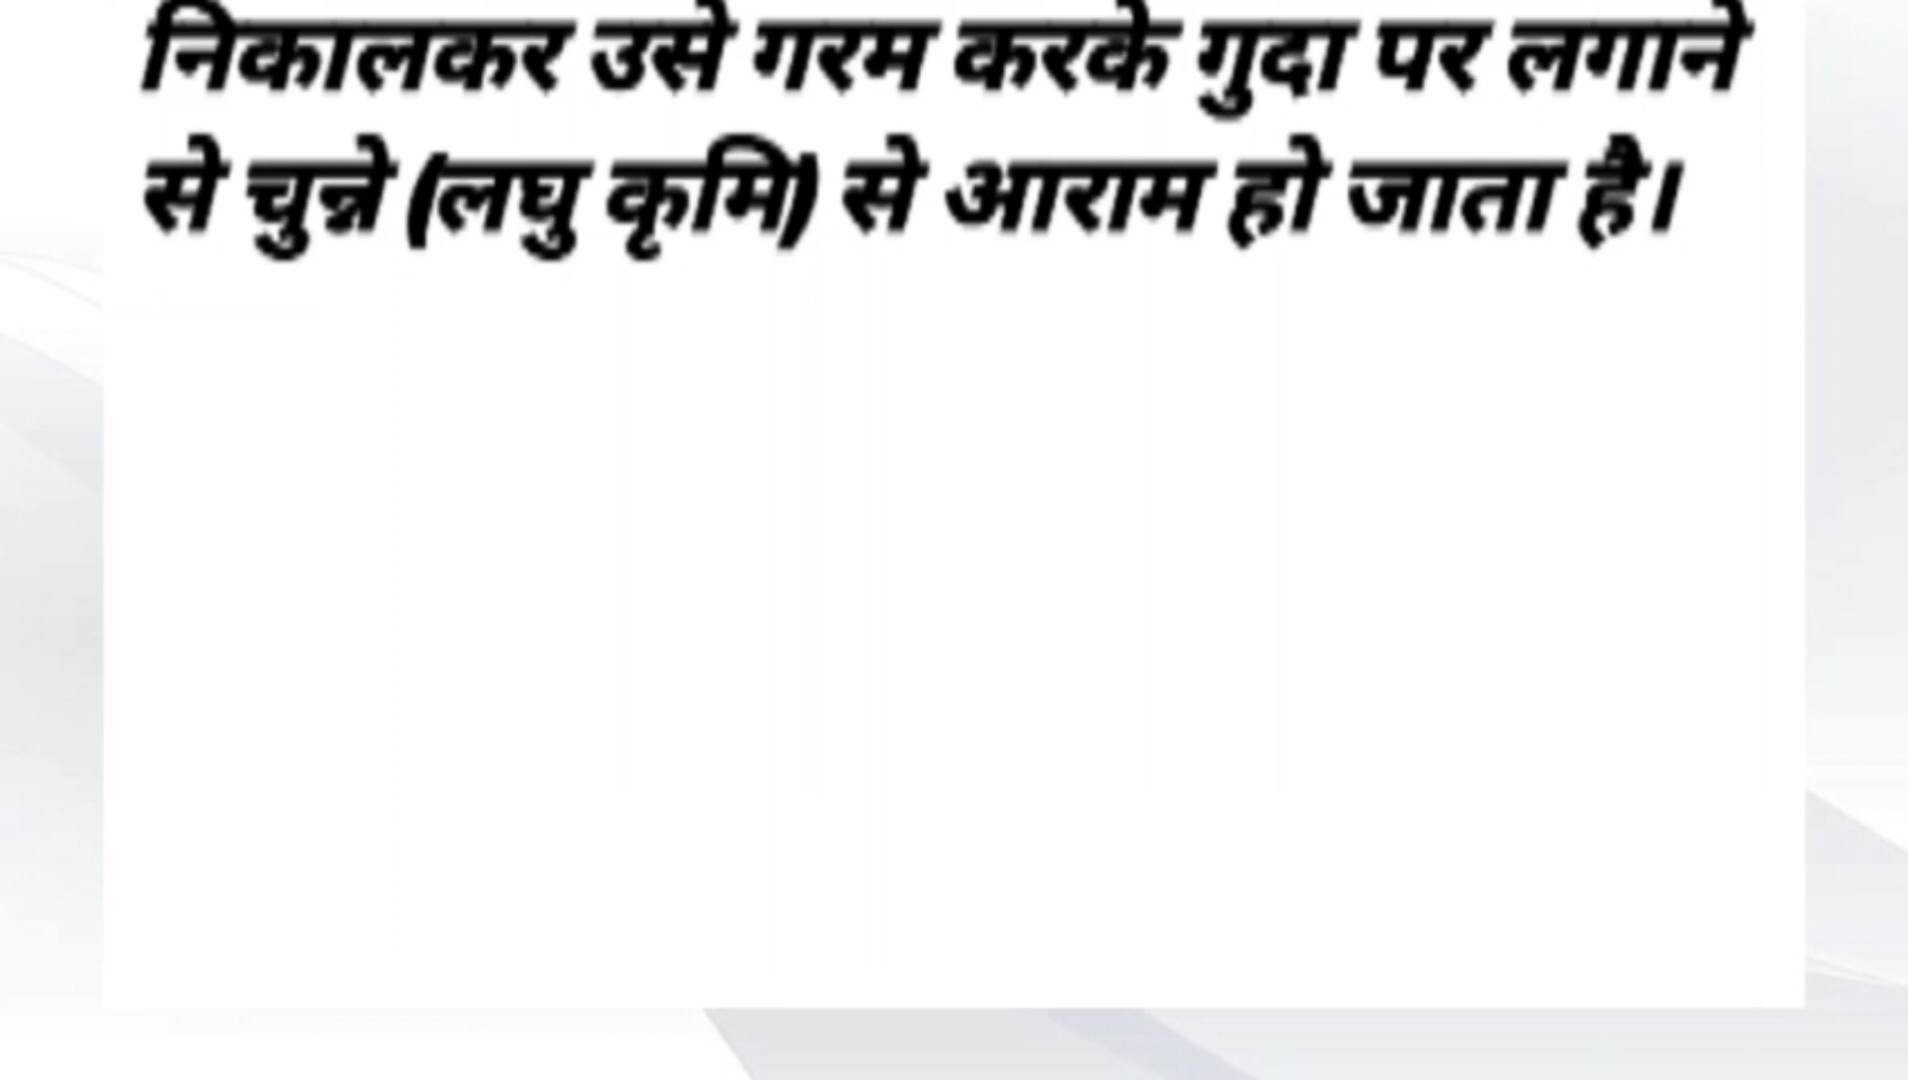 निकालकर उसे गरम करके गुदा पर लगाने
से चुन्ने (लघु कृमि) से आराम हो जाता है।